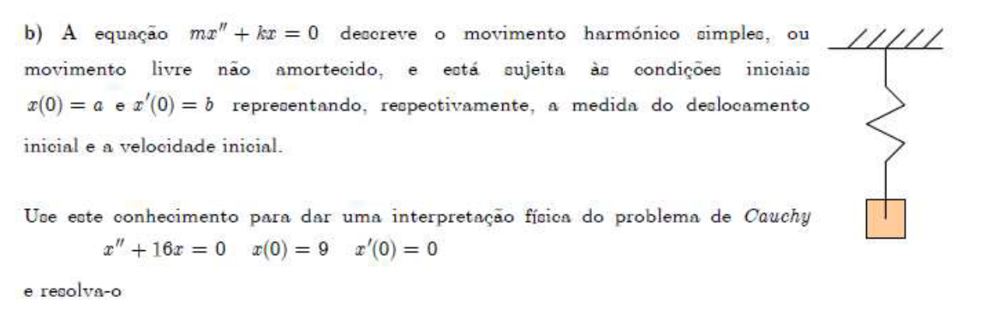 b) A equação mx″ + kx = 0 descreve o movimento harmónico simples, ou
movimento livre não amortecido, e está sujeita às condições iniciais
x(0) = a e x′(0) = b representando, respectivamente, a medida do deslocamento
inicial e a velocidade inicial.
Use este conhecimento para dar uma interpretação física do problema de Cauchy
x″ + 16x = 0 x(0) = 9 x′(0) = 0
e resolva-o